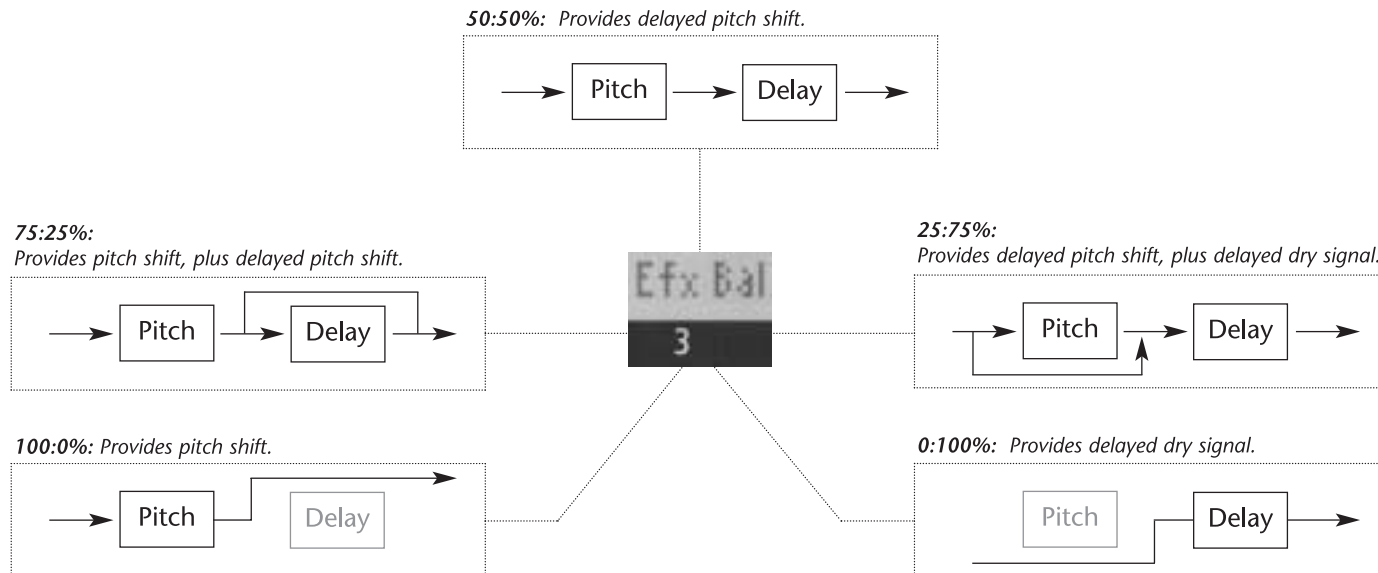 50:50%: Provides delayed pitch shift.
Pitch
Delay
75:25%:
Provides pitch shift, plus delayed pitch shift.
Pitch
Delay
Efx Bal
3
25:75%:
Provides delayed pitch shift, plus delayed dry signal.
Pitch
Delay
100:0%: Provides pitch shift.
Pitch
Delay
0:100%: Provides delayed dry signal.
Pitch
Delay